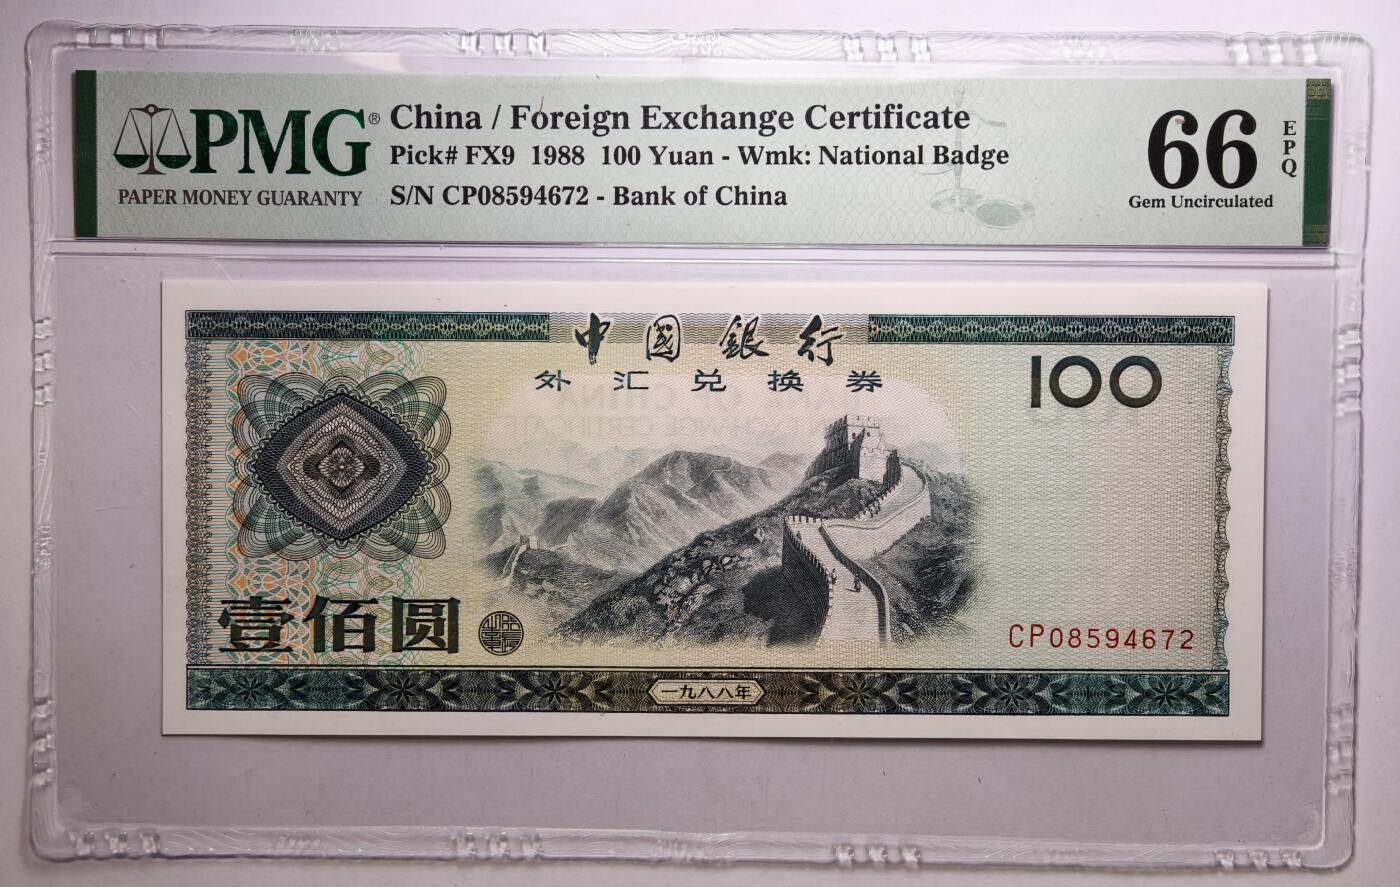 PMG®
PAPER MONEY GUARANTY
China / Foreign Exchange Certificate
Pick# FX9 1988 100 Yuan - Wmk: National Badge
S/N CP08594672 - Bank of China
66
EPQ
Gem Uncirculated
中國銀行
外汇兑换券
100
壹佰圆
CP08594672
一九八八年